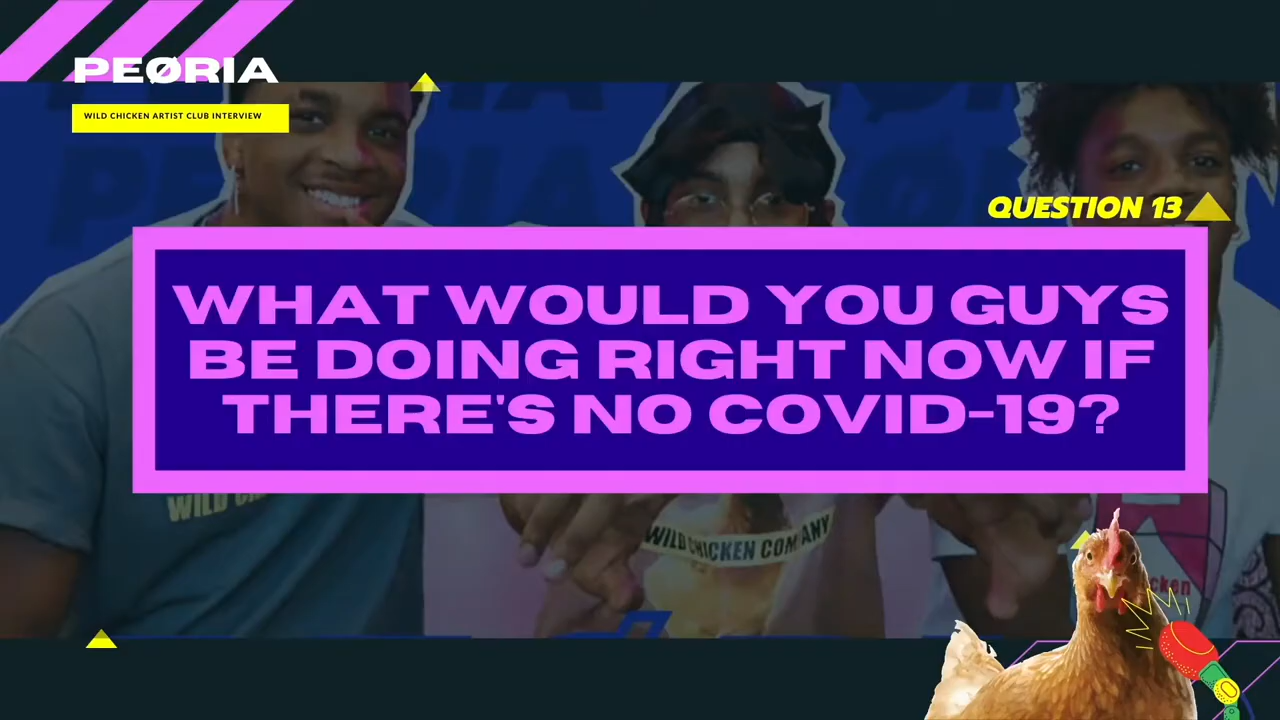 PEØRIA
WILD CHICKEN ARTIST CLUB INTERVIEW
QUESTION 13
WHAT WOULD YOU GUYS
BE DOING RIGHT NOW IF
THERE'S NO COVID-19?
WILD
WILD CHICKEN COMPANY